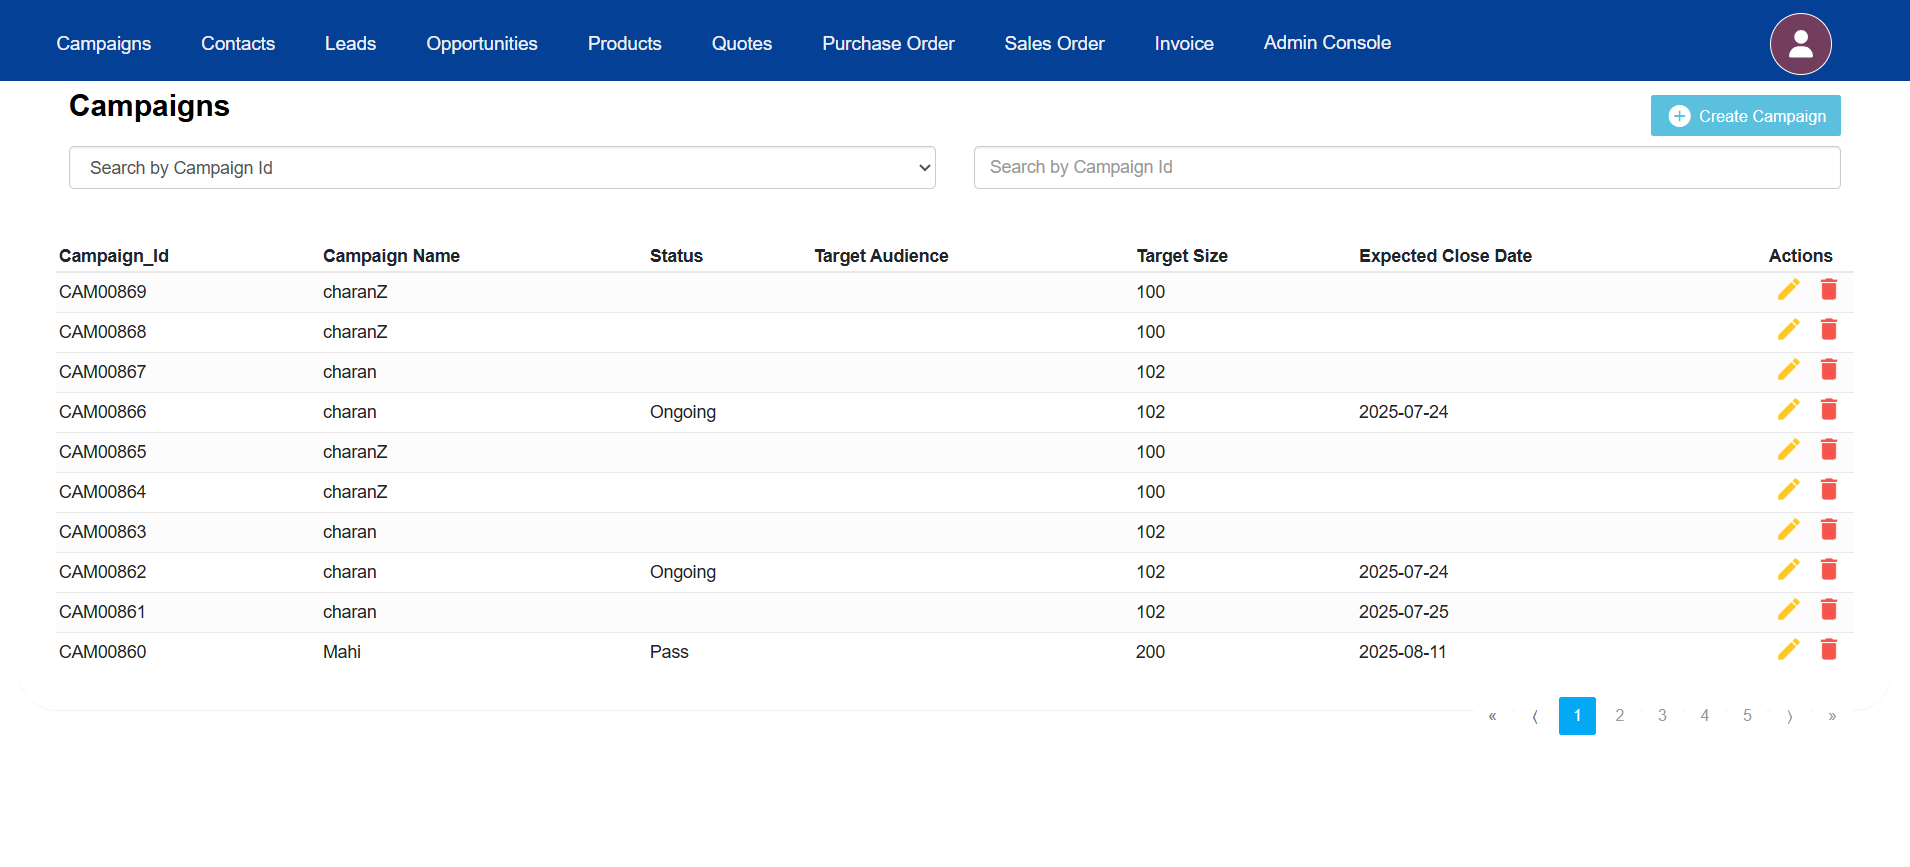 Campaigns Contacts Leads Opportunities Products Quotes Purchase Order Sales Order Invoice Admin Console
Campaigns
Create Campaign
Search by Campaign Id Search by Campaign Id
Campaign_Id Campaign Name Status Target Audience Target Size Expected Close Date Actions
CAM00869 charanZ 100
CAM00868 charanZ 100
CAM00867 charan 102
CAM00866 charan Ongoing 102 2025-07-24
CAM00865 charanZ 100
CAM00864 charanZ 100
CAM00863 charan 102
CAM00862 charan Ongoing 102 2025-07-24
CAM00861 charan 102 2025-07-25
CAM00860 Mahi Pass 200 2025-08-11
« ⟨ 1 2 3 4 5 ⟩ »